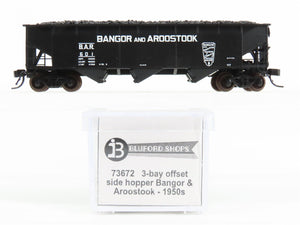 BANGOR AND AROOSTOOK
B.A.R.
601
BLUFORD SHOPS
73672 3-bay offset
side hopper Bangor &
Aroostook - 1950s